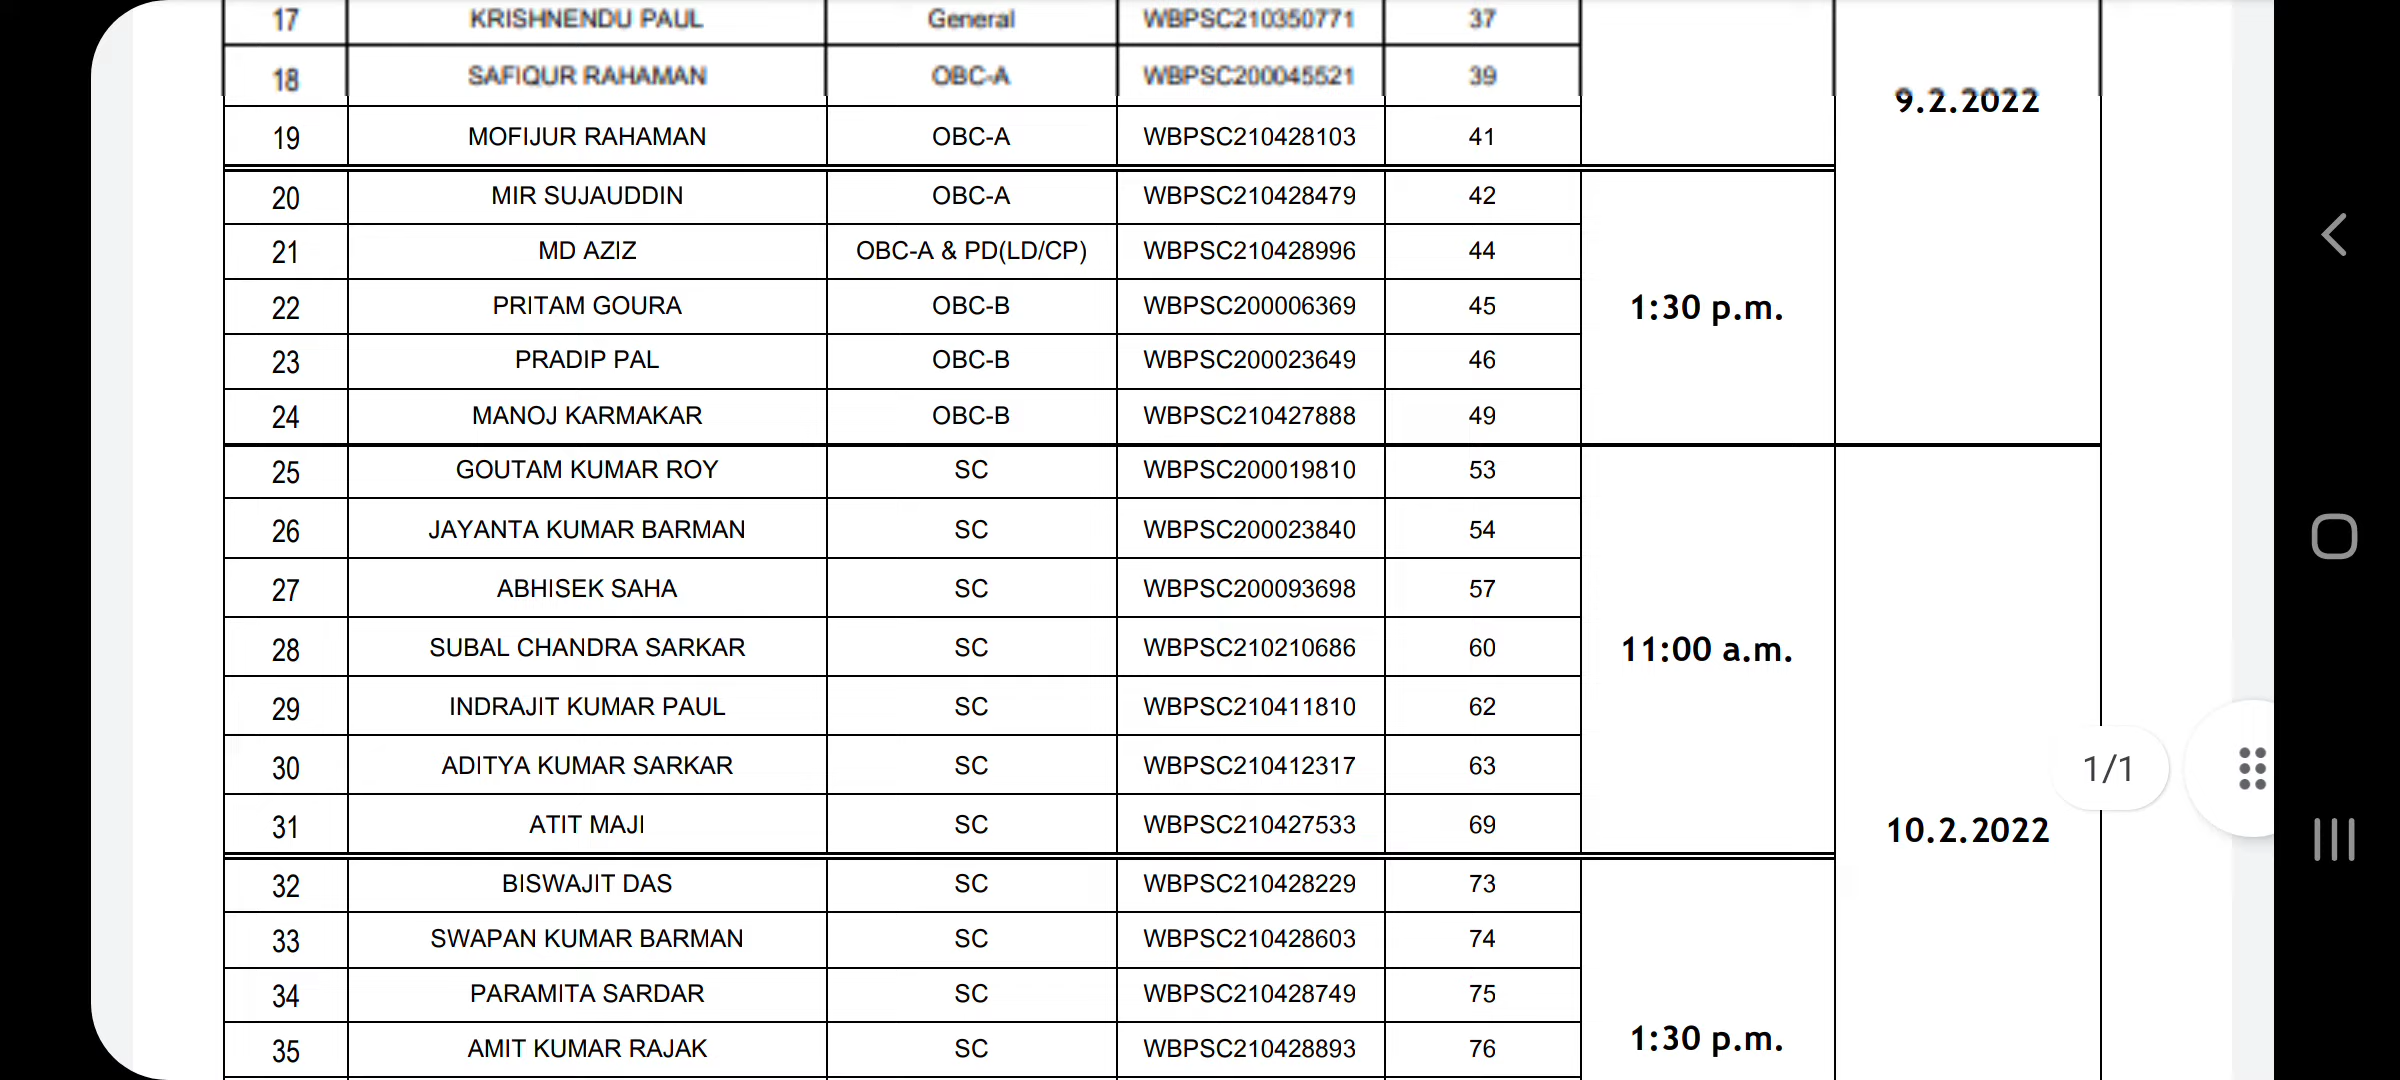 17 KRISHNENDU PAUL General WBPSC210350771 37
18 SAFIQUR RAHAMAN OBC-A WBPSC200045521 39
9.2.2022
19 MOFIJUR RAHAMAN OBC-A WBPSC210428103 41
20 MIR SUJAUDDIN OBC-A WBPSC210428479 42
21 MD AZIZ OBC-A & PD(LD/CP) WBPSC210428996 44
22 PRITAM GOURA OBC-B WBPSC200006369 45 1:30 p.m.
23 PRADIP PAL OBC-B WBPSC200023649 46
24 MANOJ KARMAKAR OBC-B WBPSC210427888 49
25 GOUTAM KUMAR ROY SC WBPSC200019810 53
26 JAYANTA KUMAR BARMAN SC WBPSC200023840 54
27 ABHISEK SAHA SC WBPSC200093698 57
28 SUBAL CHANDRA SARKAR SC WBPSC210210686 60 11:00 a.m.
29 INDRAJIT KUMAR PAUL SC WBPSC210411810 62
30 ADITYA KUMAR SARKAR SC WBPSC210412317 63 1/1
31 ATIT MAJI SC WBPSC210427533 69 10.2.2022
32 BISWAJIT DAS SC WBPSC210428229 73
33 SWAPAN KUMAR BARMAN SC WBPSC210428603 74
34 PARAMITA SARDAR SC WBPSC210428749 75
35 AMIT KUMAR RAJAK SC WBPSC210428893 76 1:30 p.m.